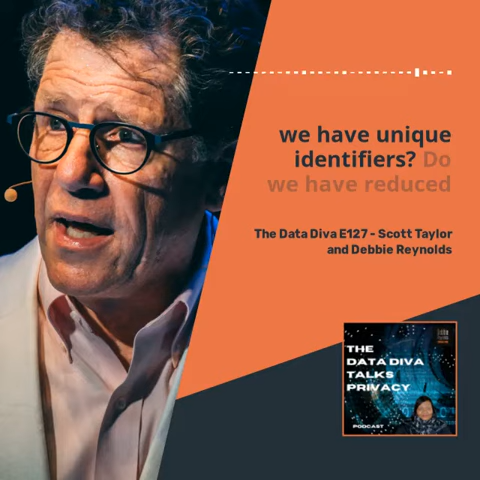 we have unique
identifiers? Do
we have reduced
The Data Diva E127 - Scott Taylor
and Debbie Reynolds
THE
DATA DIVA
TALKS
PRIVACY
PODCAST